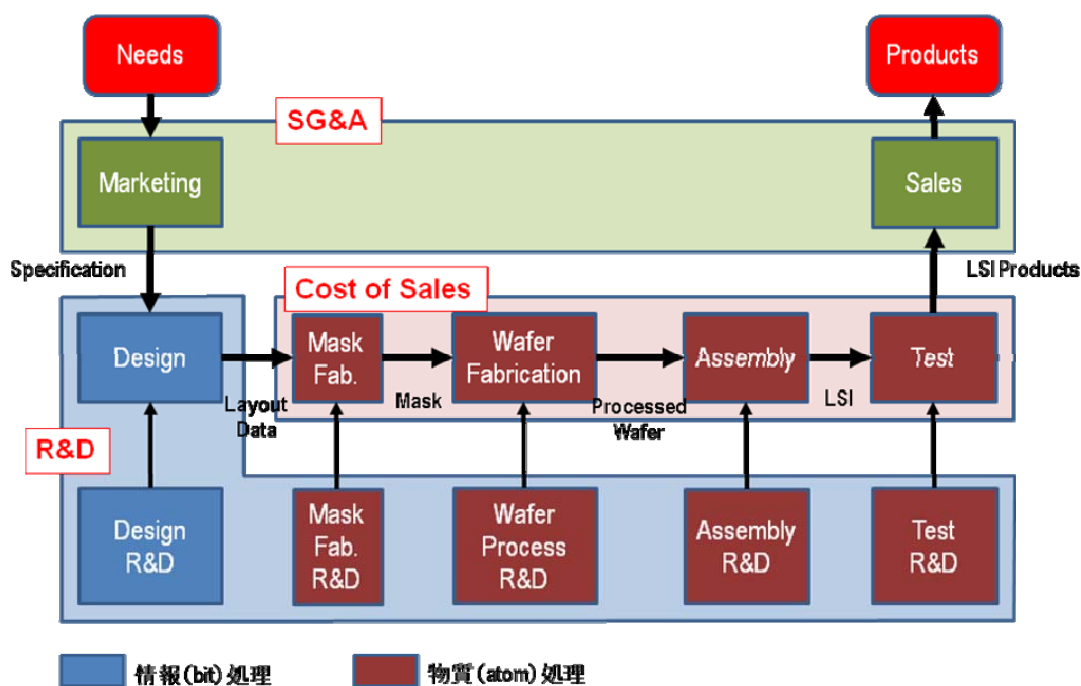 Needs
Products
SG&A
Marketing
Sales
Specification
LSI Products
Cost of Sales
Design
Mask
Fab.
Wafer
Fabrication
Assembly
Test
Layout
Data
Mask
Processed
Wafer
LSI
R&D
Design
R&D
Mask
Fab.
R&D
Wafer
Process
R&D
Assembly
R&D
Test
R&D
情報(bit)処理
物質(atom)処理